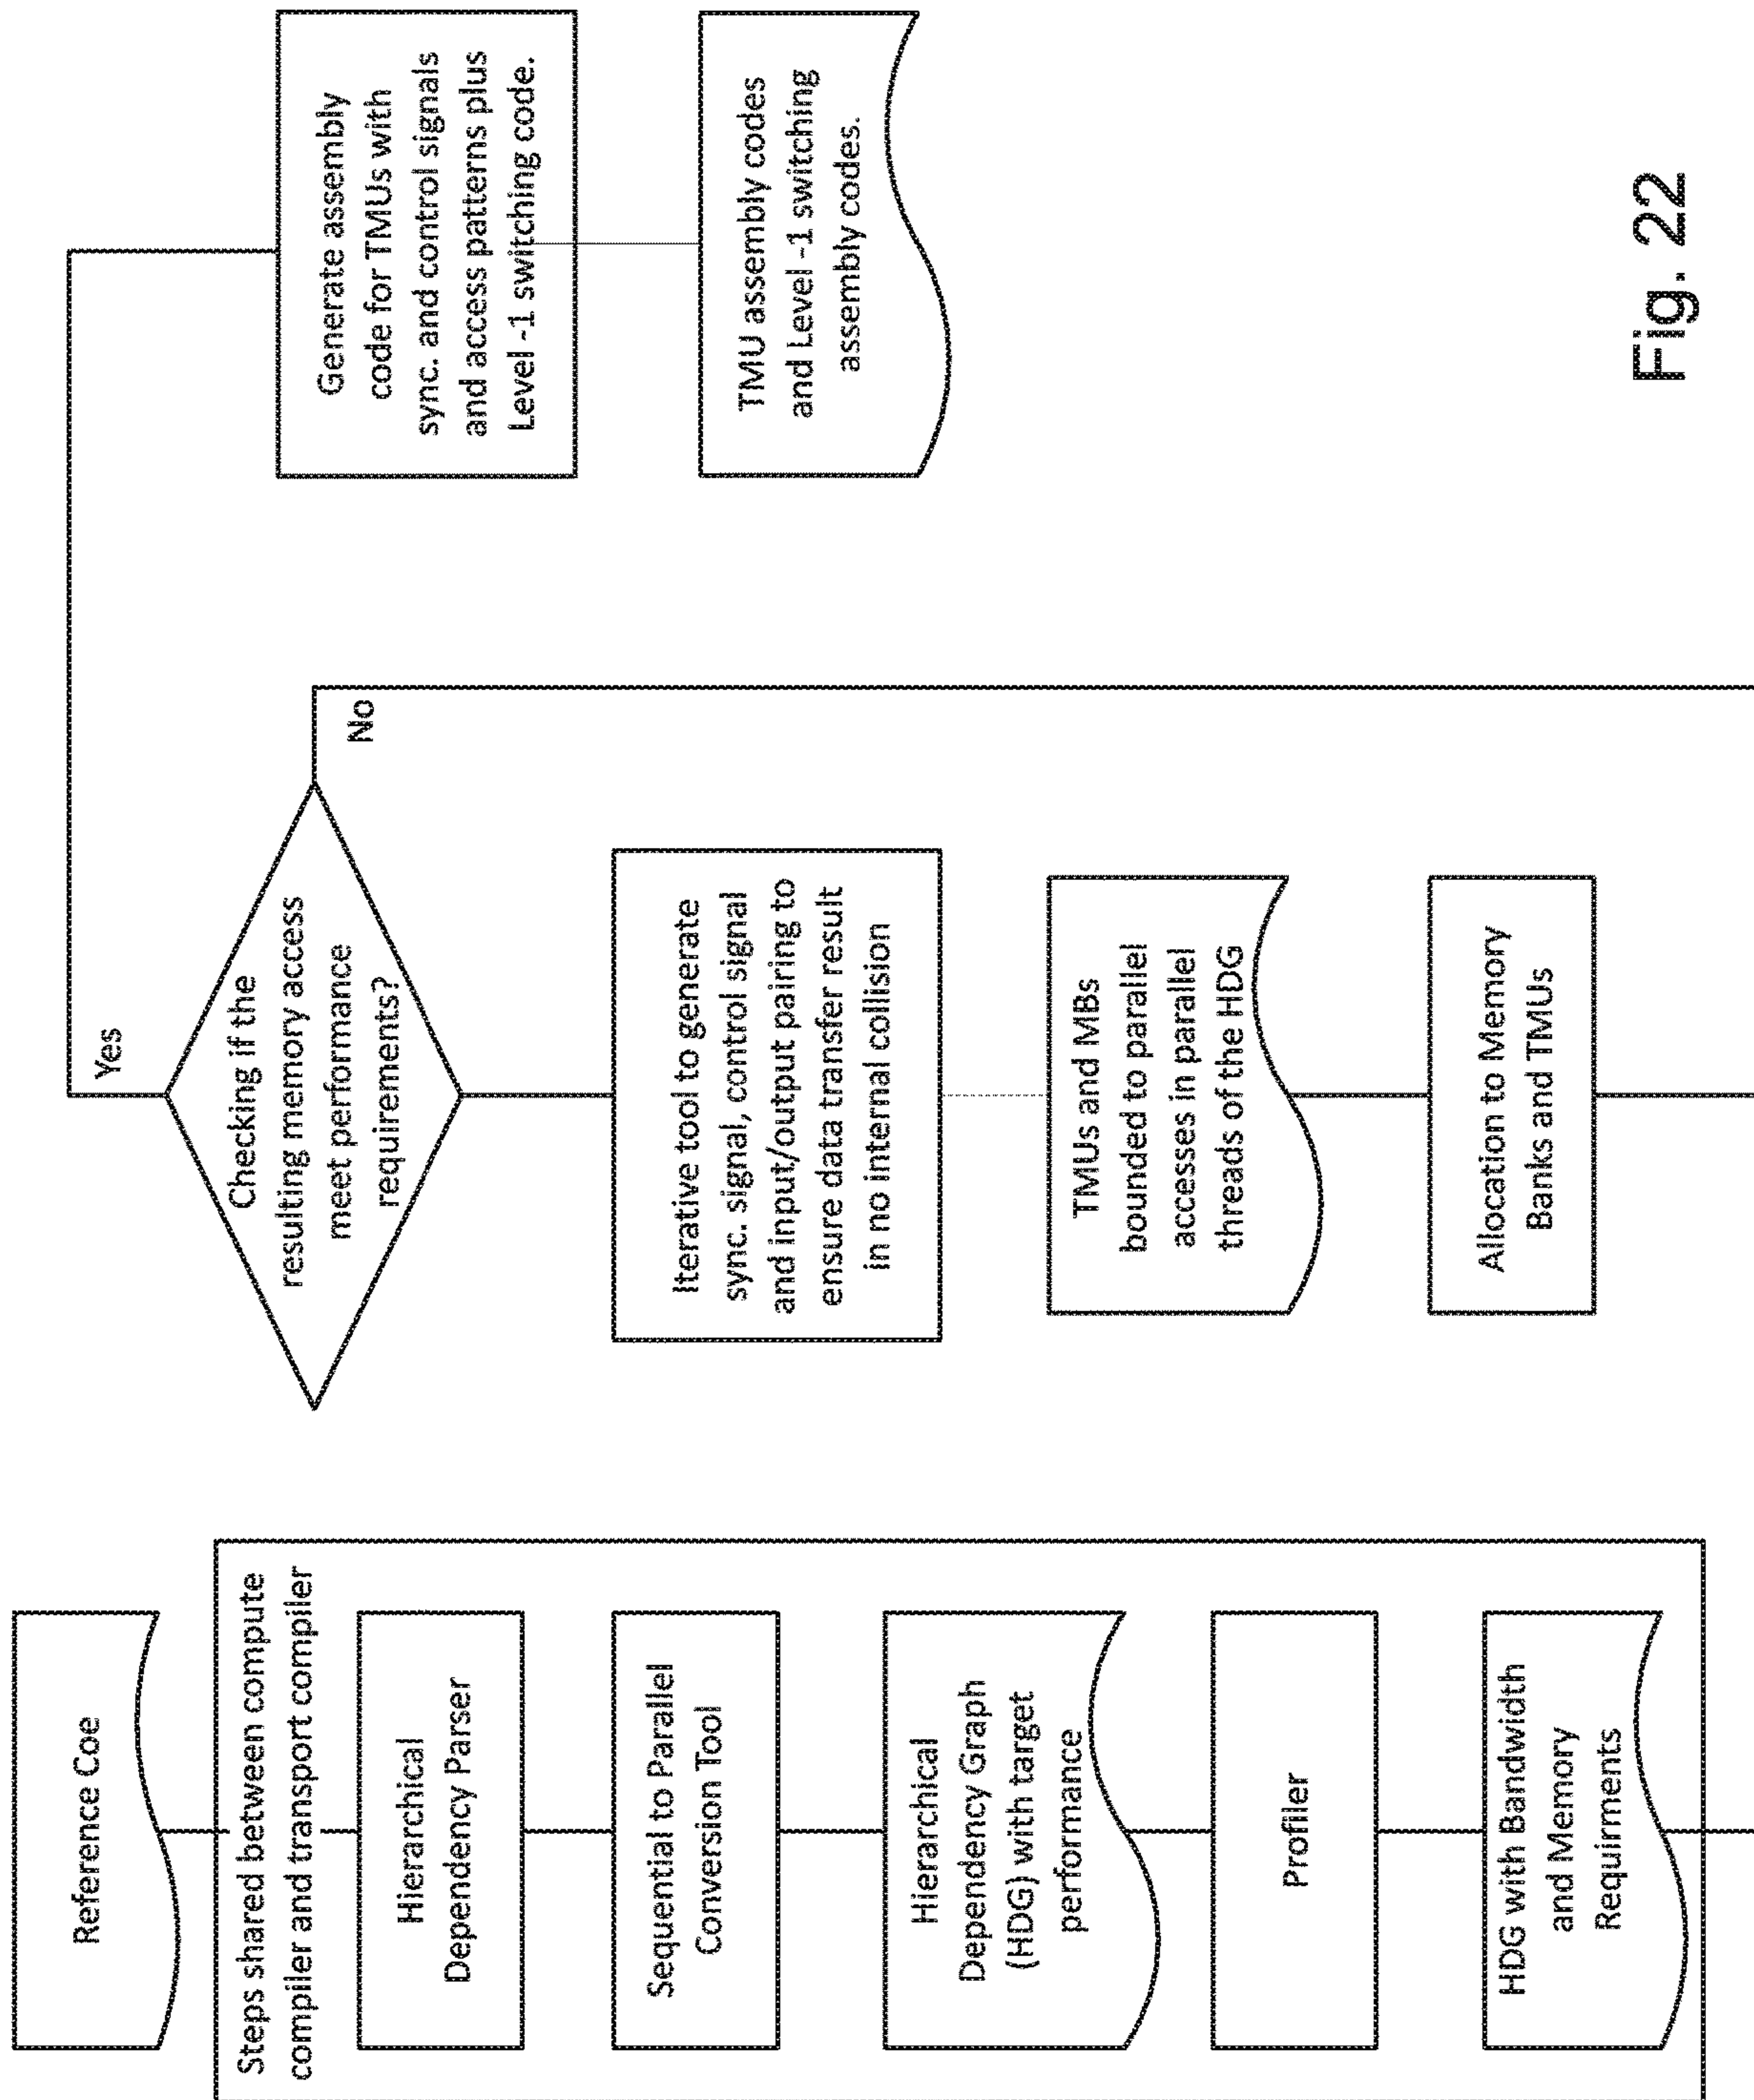 Reference Coe
Steps shared between compute
compiler and transport compiler
Hierarchical
Dependency Parser
Sequential to Parallel
Conversion Tool
Hierarchical
Dependency Graph
(HDG) with target
performance
Profiler
HDG with Bandwidth
and Memory
Requirments
Yes
Checking if the
resulting memory access
meet performance
requirements?
No
Iterative tool to generate
sync. signal, control signal
and input/output pairing to
ensure data transfer result
in no internal collision
TMUs and MBs
bounded to parallel
accesses in parallel
threads of the HDG
Allocation to Memory
Banks and TMUs
Generate assembly
code for TMUs with
sync. and control signals
and access patterns plus
Level -1 switching code.
TMU assembly codes
and Level -1 switching
assembly codes.
Fig. 22